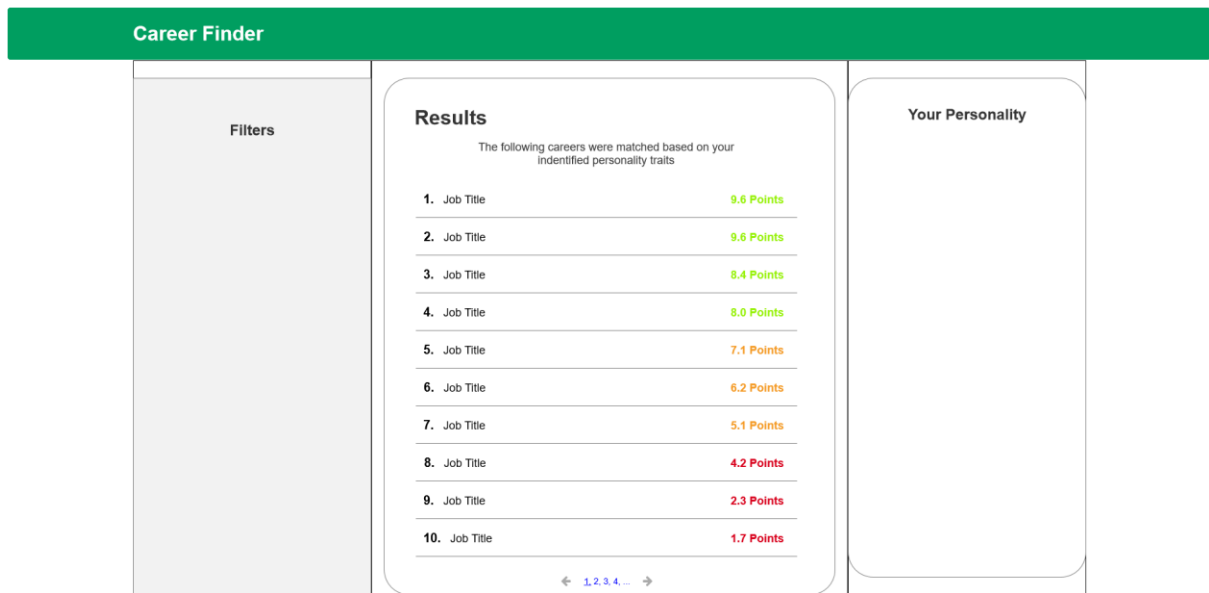 Career Finder
Filters
Results
The following careers were matched based on your
indentified personality traits
1. Job Title 9.6 Points
2. Job Title 9.6 Points
3. Job Title 8.4 Points
4. Job Title 8.0 Points
5. Job Title 7.1 Points
6. Job Title 6.2 Points
7. Job Title 5.1 Points
8. Job Title 4.2 Points
9. Job Title 2.3 Points
10. Job Title 1.7 Points
1, 2, 3, 4, ...
Your Personality